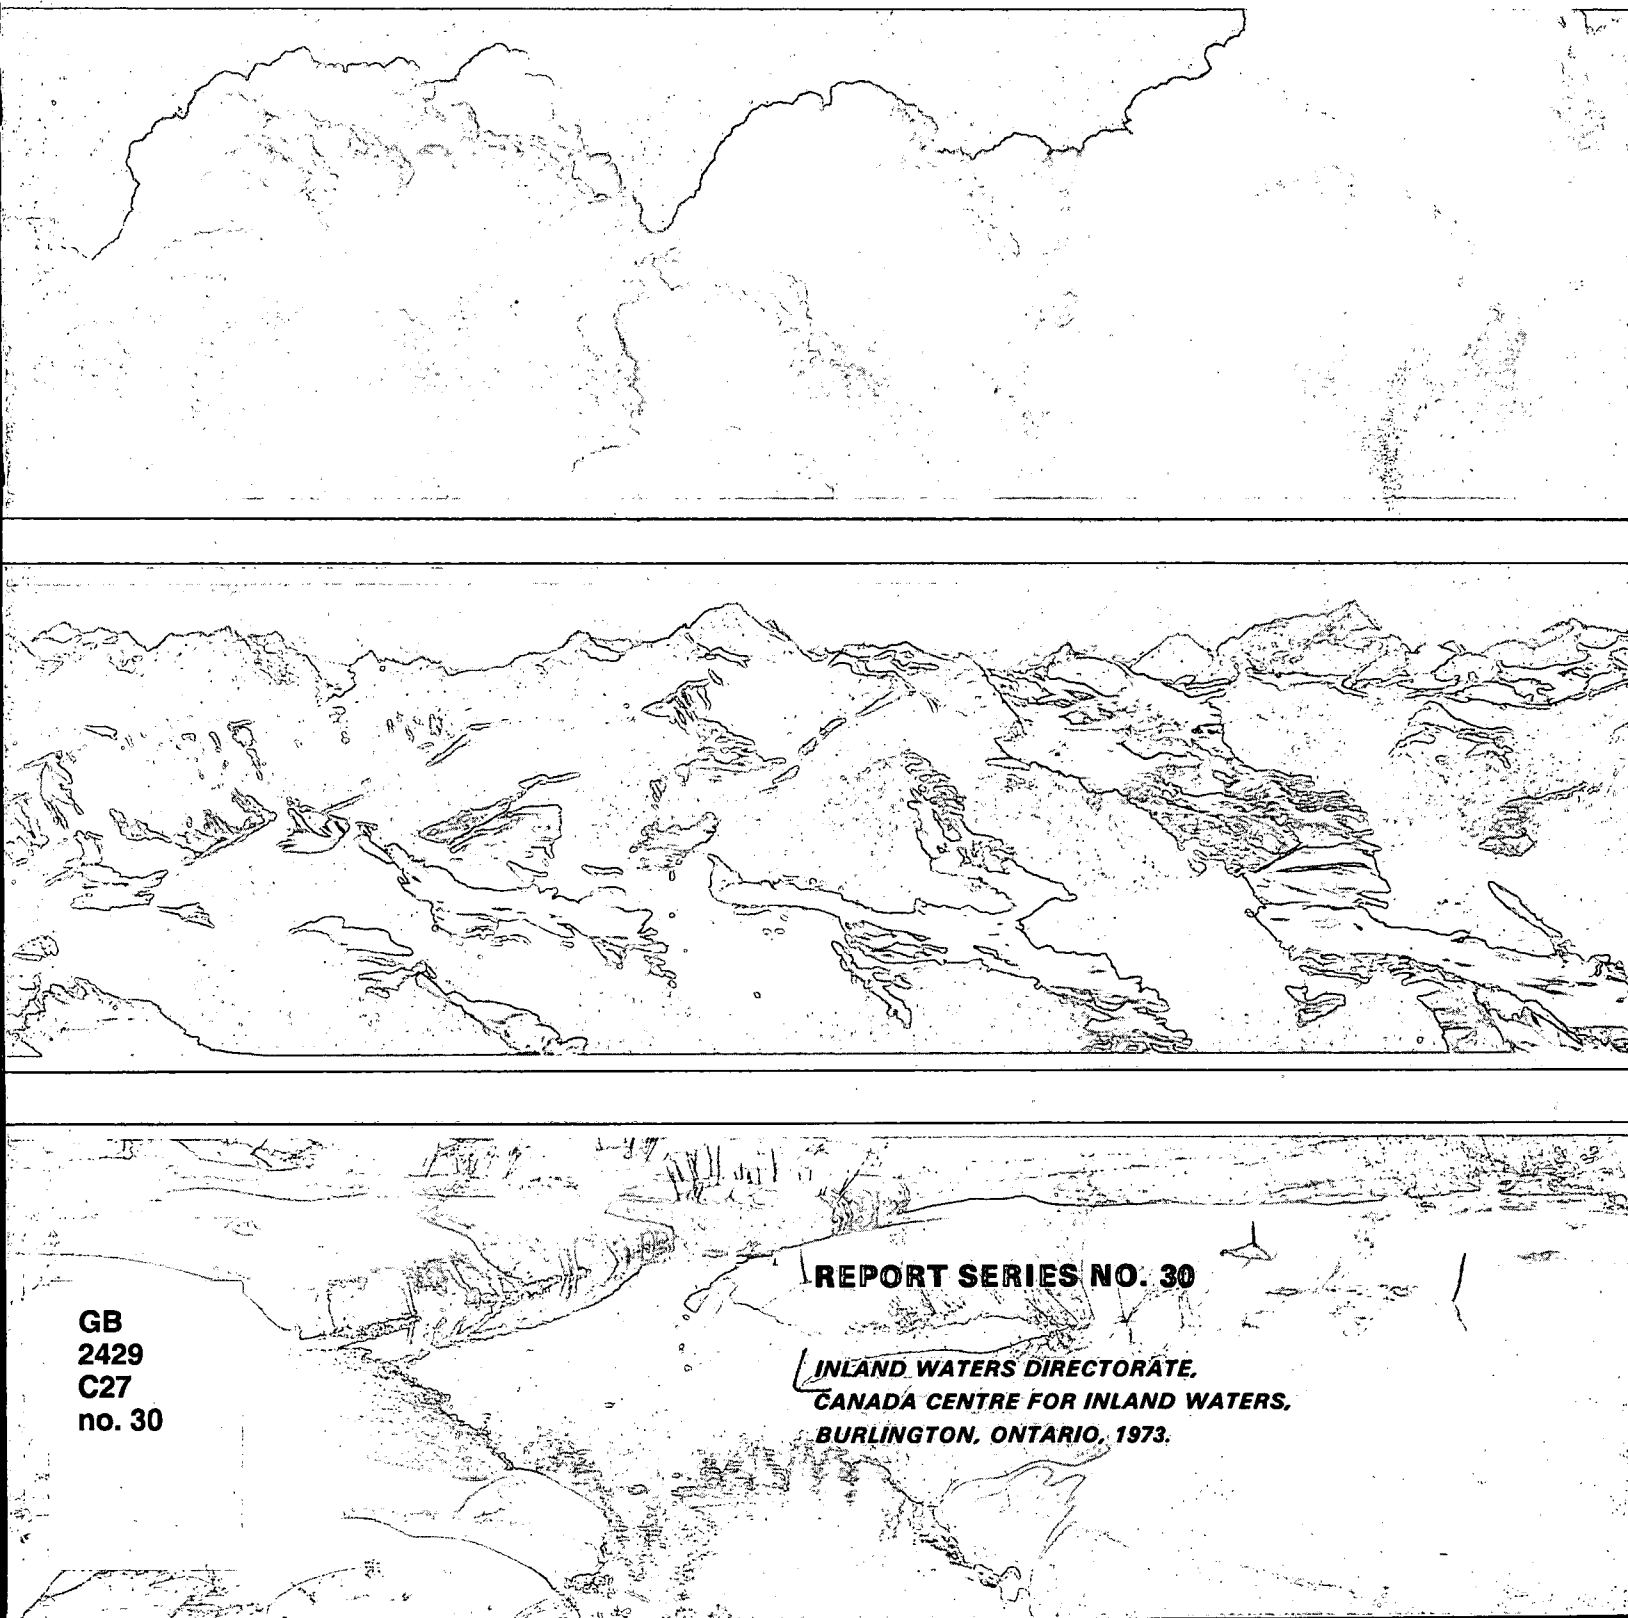 REPORT SERIES NO. 30
GB
2429
C27
no. 30
INLAND WATERS DIRECTORATE,
CANADA CENTRE FOR INLAND WATERS,
BURLINGTON, ONTARIO, 1973.